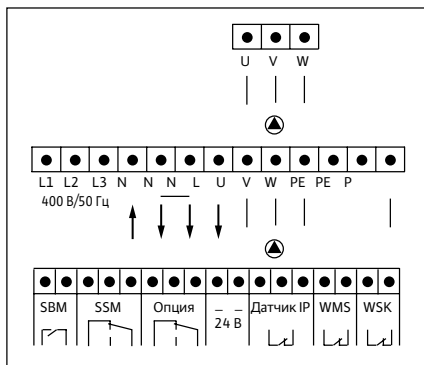 U V W
L1 L2 L3 N N N L U V W PE PE P
400 В/50 Гц
SBM SSM Опция 24 В Датчик IP WMS WSK